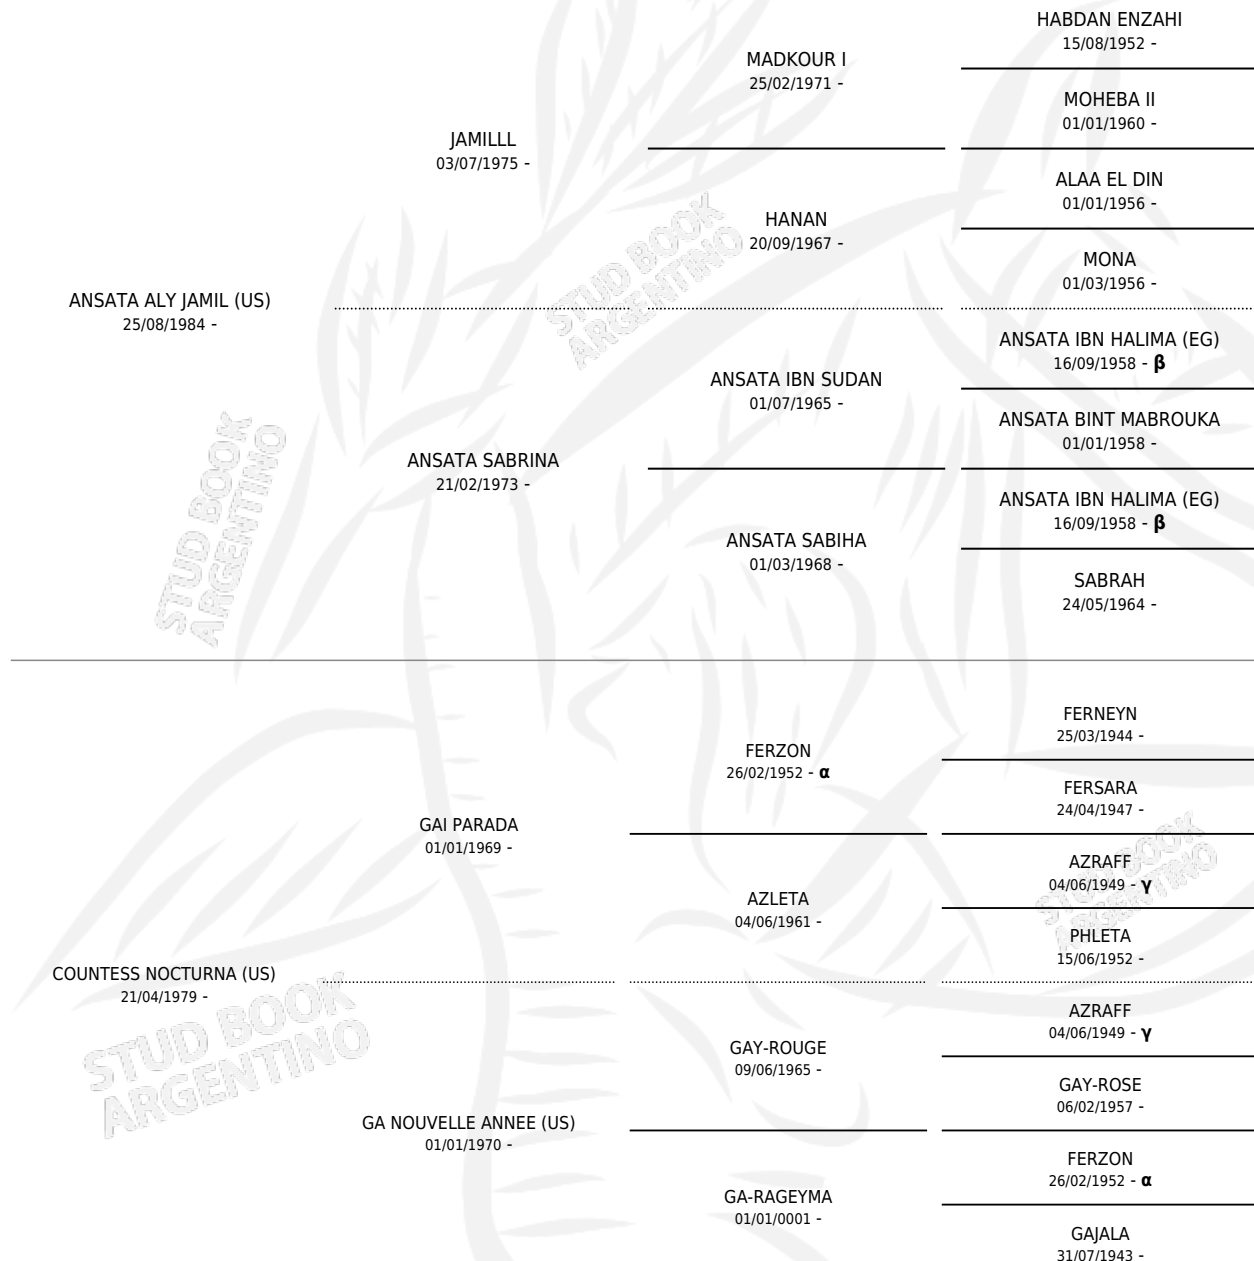 HABDAN ENZAHI
15/08/1952 -
MADKOUR I
25/02/1971 -
MOHEBA II
01/01/1960 -
JAMILLL
03/07/1975 -
ALAA EL DIN
01/01/1956 -
HANAN
20/09/1967 -
MONA
01/03/1956 -
ANSATA ALY JAMIL (US)
25/08/1984 -
ANSATA IBN HALIMA (EG)
16/09/1958 - β
ANSATA IBN SUDAN
01/07/1965 -
ANSATA BINT MABROUKA
01/01/1958 -
ANSATA SABRINA
21/02/1973 -
ANSATA IBN HALIMA (EG)
16/09/1958 - β
ANSATA SABIHA
01/03/1968 -
SABRAH
24/05/1964 -
FERNEYN
25/03/1944 -
FERZON
26/02/1952 - α
FERSARA
24/04/1947 -
GAI PARADA
01/01/1969 -
AZRAFF
04/06/1949 - γ
AZLETA
04/06/1961 -
PHLETA
15/06/1952 -
COUNTESS NOCTURNA (US)
21/04/1979 -
AZRAFF
04/06/1949 - γ
GAY-ROUGE
09/06/1965 -
GAY-ROSE
06/02/1957 -
GA NOUVELLE ANNEE (US)
01/01/1970 -
FERZON
26/02/1952 - α
GA-RAGEYMA
01/01/0001 -
GAJALA
31/07/1943 -
STUD BOOK
ARGENTINO
STUD BOOK
ARGENTINO
STUD BOOK
ARGENTINO
STUD BOOK
ARGENTINO